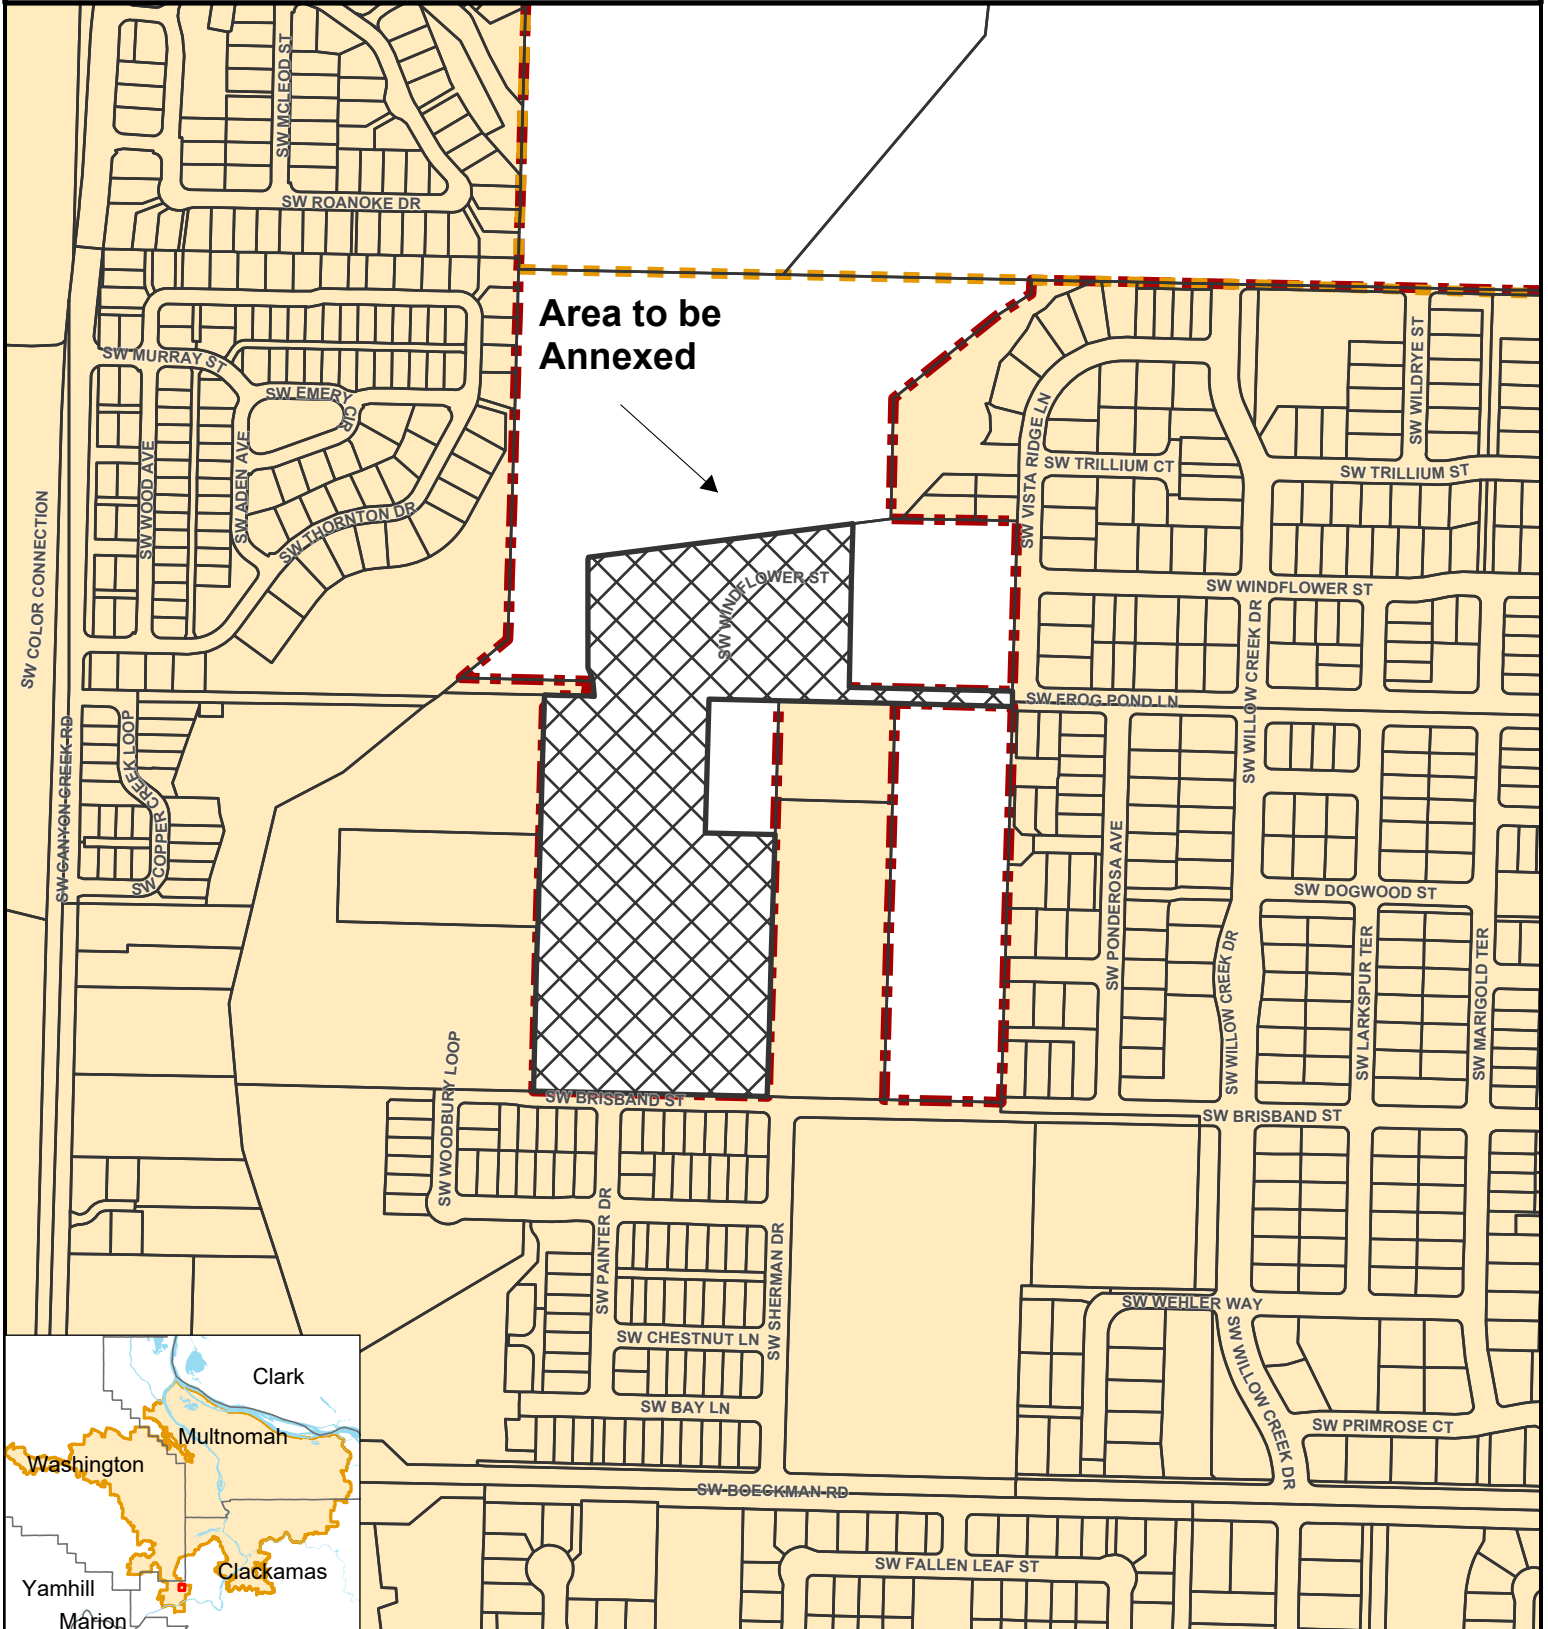 SW MCLEOD ST
SW ROANOKE DR
Area to be
Annexed
SW MURRAY ST
SW EMERY CIR
SW WOOD AVE
SW ADEN AVE
SW THORNTON DR
SW COLOR CONNECTION
SW CANYON CREEK RD
SW COPPER CREEK LOOP
SW WINDFLOWER ST
SW VISTA RIDGE LN
SW TRILLIUM CT
SW WILDRYE ST
SW TRILLIUM ST
SW WINDFLOWER ST
SW WILLOW CREEK DR
SW FROG POND LN
SW PONDEROSA AVE
SW DOGWOOD ST
SW WILLOW CREEK DR
SW LARKSPUR TER
SW MARIGOLD TER
SW WOODBURY LOOP
SW BRISBAND ST
SW BRISBAND ST
SW PAINTER DR
SW SHERMAN DR
SW CHESTNUT LN
SW BAY LN
SW WEHLER WAY
SW WILLOW CREEK DR
SW PRIMROSE CT
SW BOECKMAN RD
SW FALLEN LEAF ST
Clark
Multnomah
Washington
Clackamas
Yamhill
Marion